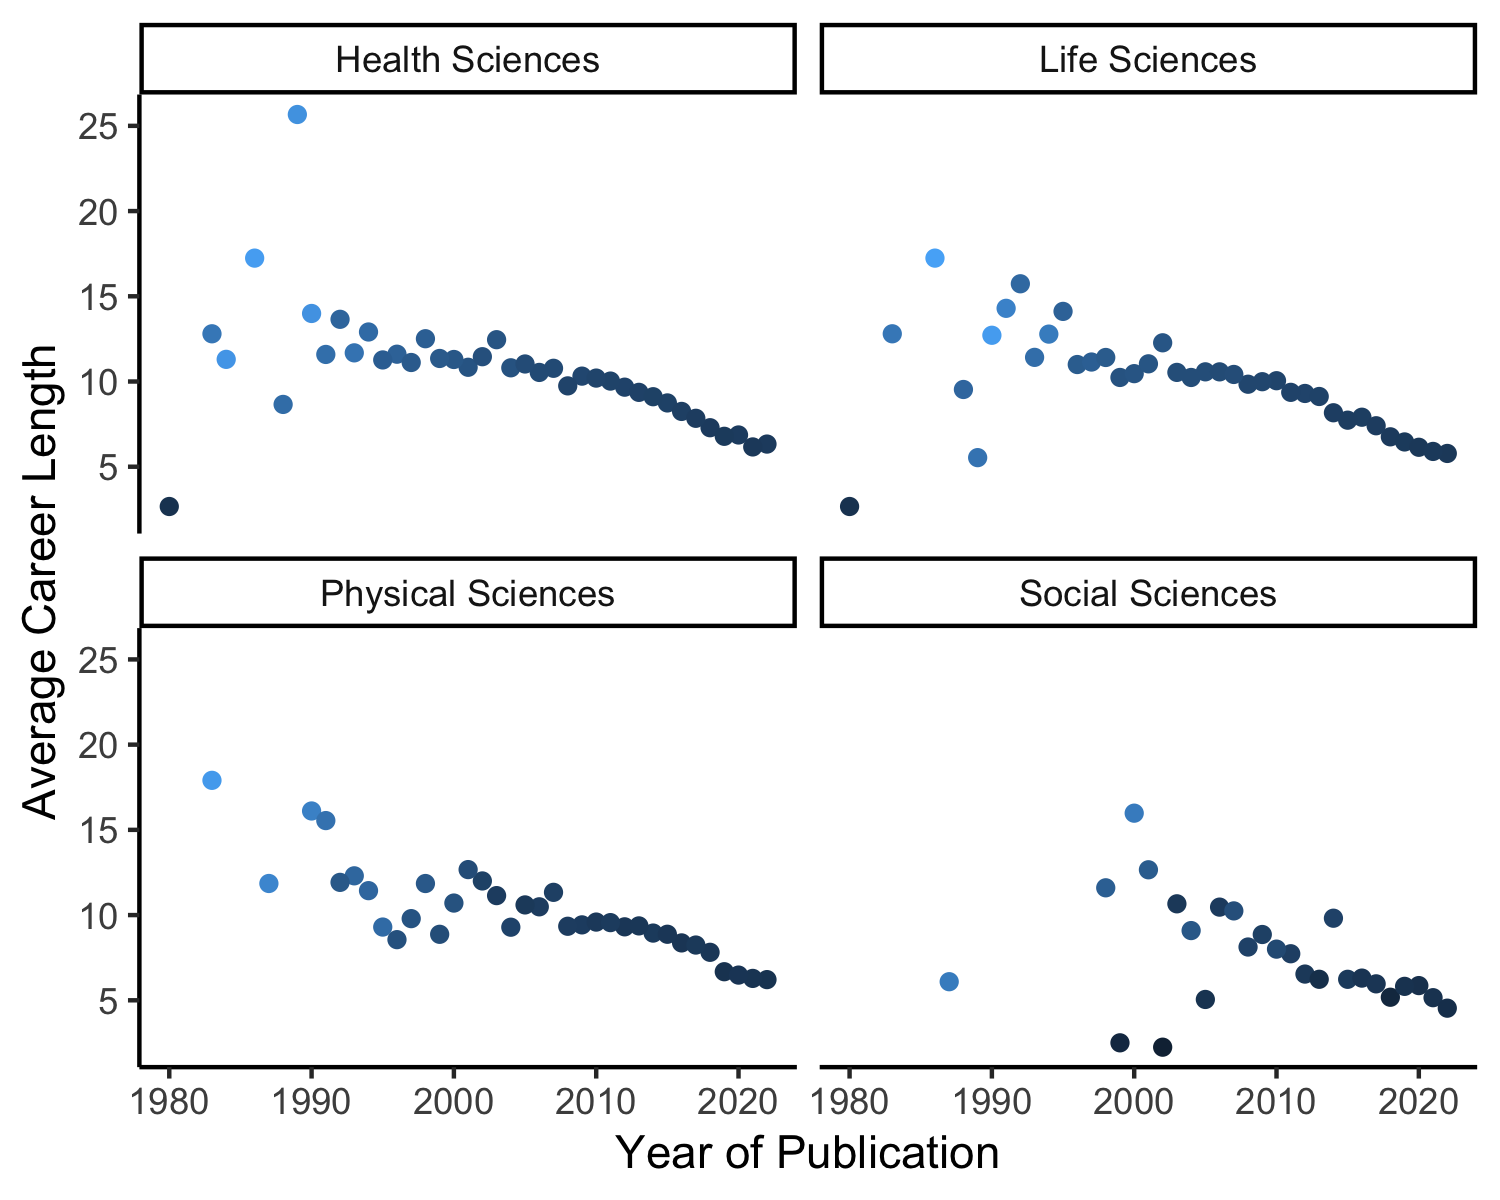 Health Sciences
Life Sciences
25
20
15
10
5
Physical Sciences
Social Sciences
25
20
15
10
5
1980 1990 2000 2010 2020
1980 1990 2000 2010 2020
Average Career Length
Year of Publication